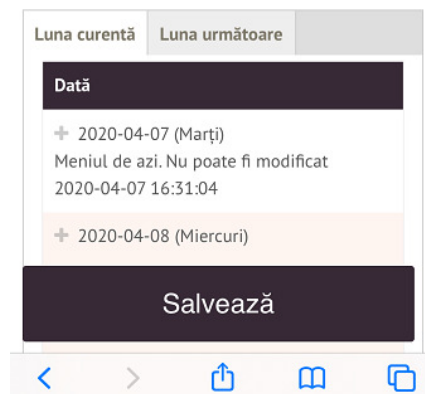 Luna curentă Luna următoare
Dată
2020-04-07 (Marți)
Meniul de azi. Nu poate fi modificat
2020-04-07 16:31:04
2020-04-08 (Miercuri)
Salvează